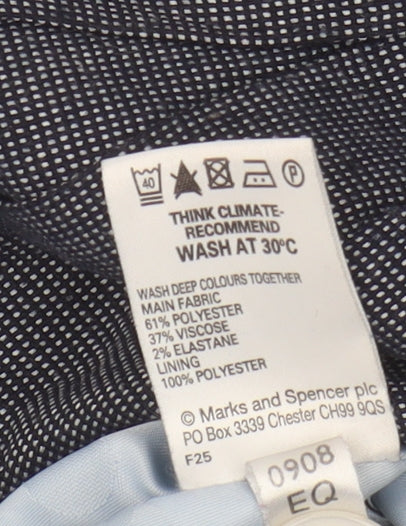 40 P
THINK CLIMATE-
RECOMMEND
WASH AT 30ºC
WASH DEEP COLOURS TOGETHER
MAIN FABRIC
61% POLYESTER
37% VISCOSE
2% ELASTANE
LINING
100% POLYESTER
© Marks and Spencer plc
PO Box 3339 Chester CH99 9QS
F25
0908
EQ